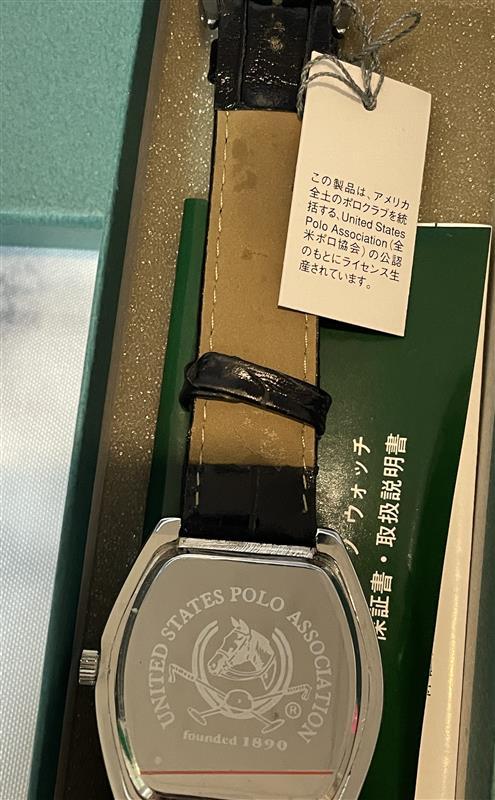 この製品は、アメリカ
全土のポロクラブを統
括する、United States
Polo Association(全
米ポロ協会)の公認
のもとにライセンス生
産されています。
ウォッチ
保証書・取扱説明書
UNITED STATES POLO ASSOCIATION
®
founded 1890